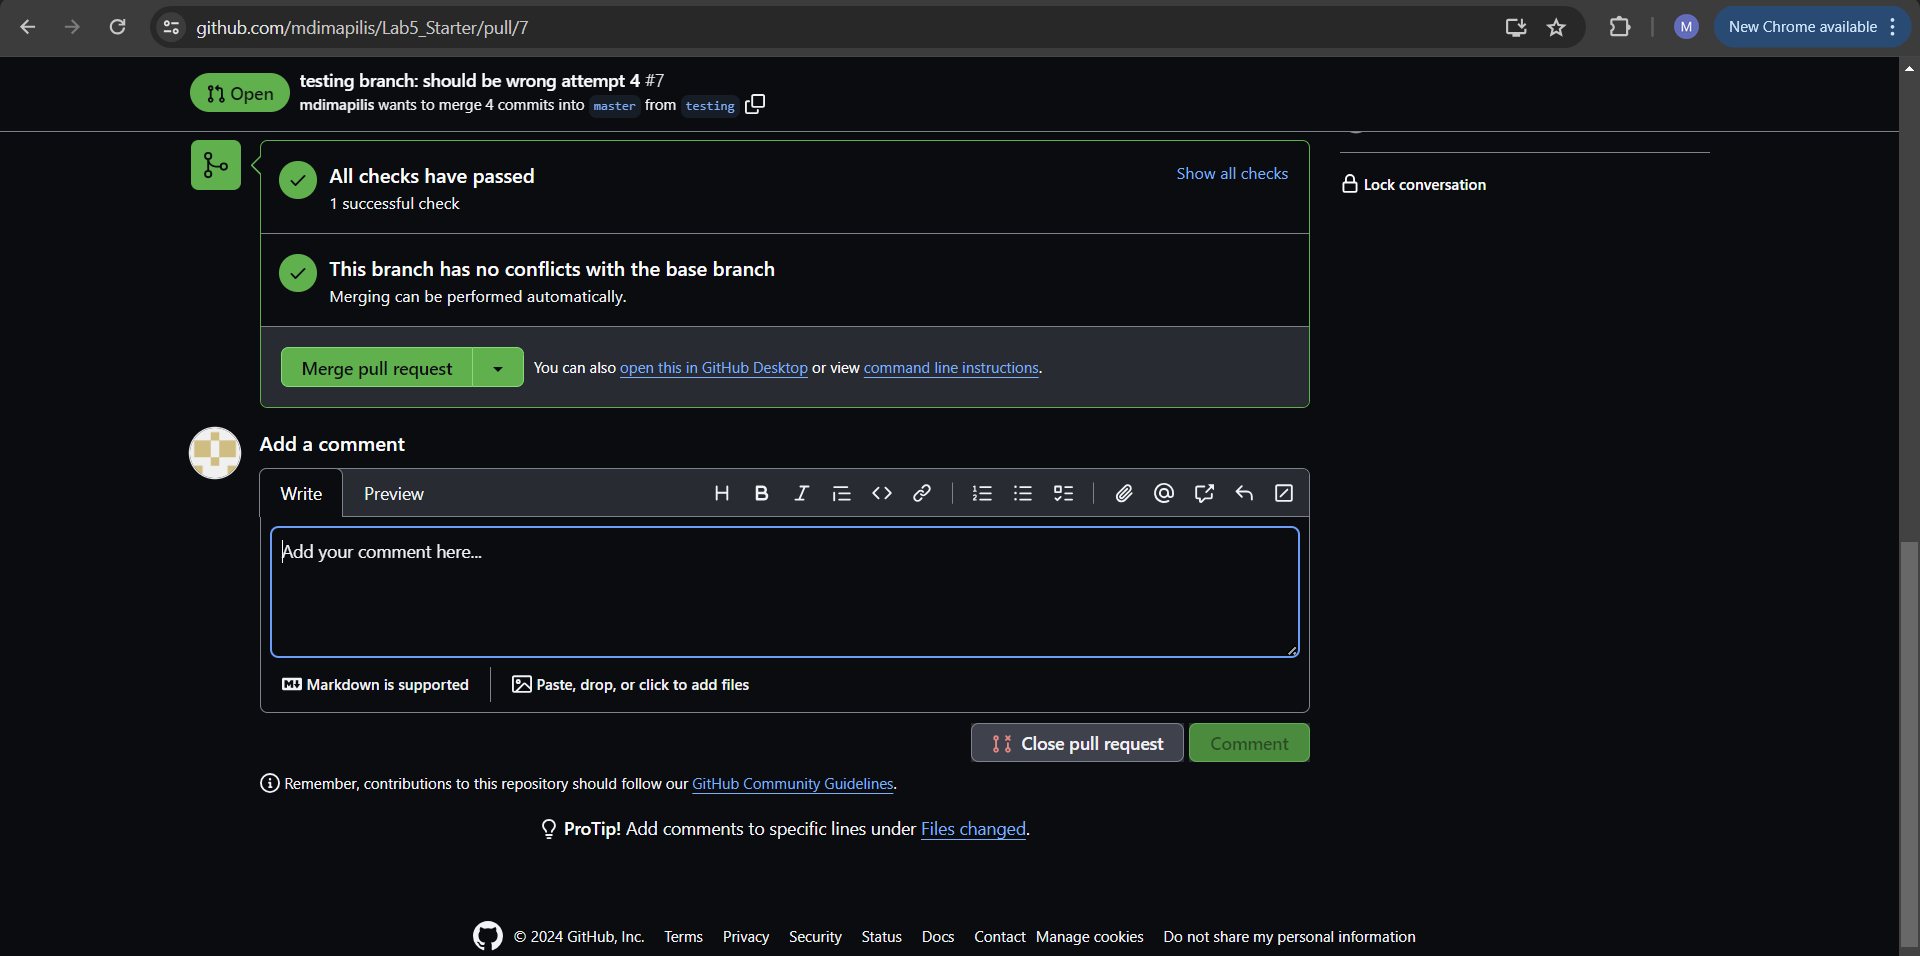 github.com/mdimapilis/Lab5_Starter/pull/7
M
New Chrome available
Open
testing branch: should be wrong attempt 4 #7
mdimapilis wants to merge 4 commits into master from testing
All checks have passed
Show all checks
1 successful check
Lock conversation
This branch has no conflicts with the base branch
Merging can be performed automatically.
Merge pull request
You can also open this in GitHub Desktop or view command line instructions.
Add a comment
Write
Preview
Add your comment here...
Markdown is supported
Paste, drop, or click to add files
Close pull request
Comment
Remember, contributions to this repository should follow our GitHub Community Guidelines.
ProTip! Add comments to specific lines under Files changed.
© 2024 GitHub, Inc. Terms Privacy Security Status Docs Contact Manage cookies Do not share my personal information